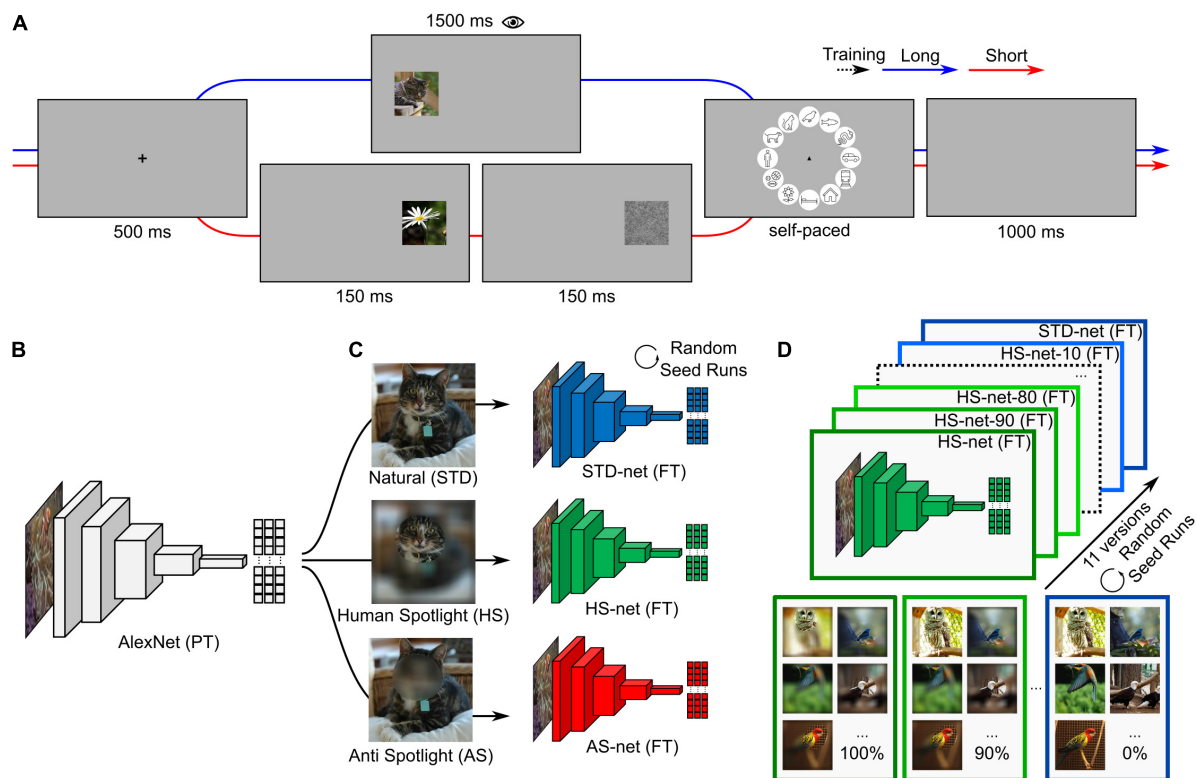 A
1500 ms
Training
Long
Short
+
500 ms
150 ms
150 ms
self-paced
1000 ms
B
AlexNet (PT)
C
Natural (STD)
Human Spotlight (HS)
Anti Spotlight (AS)
Random
Seed Runs
STD-net (FT)
HS-net (FT)
AS-net (FT)
D
STD-net (FT)
HS-net-10 (FT)
...
HS-net-80 (FT)
HS-net-90 (FT)
HS-net (FT)
11 versions
Random
Seed Runs
...
100%
...
90%
...
...
0%